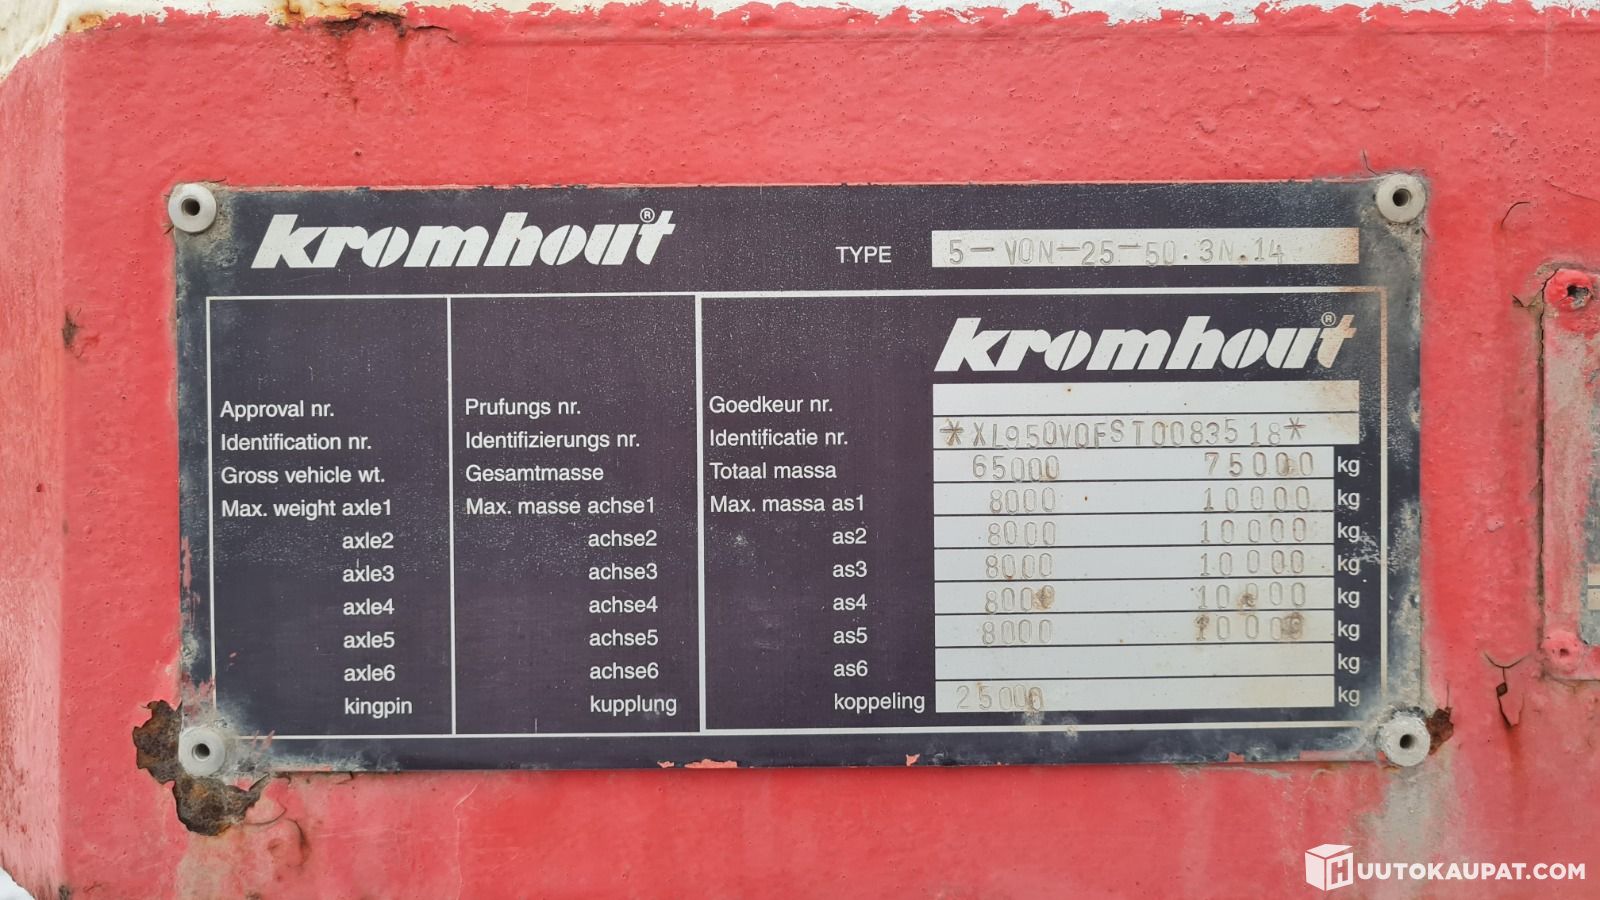 kromhout®
TYPE 5-VON-25-50.3N.14
kromhout®
Approval nr. Prufungs nr. Goedkeur nr.
Identification nr. Identifizierungs nr. Identificatie nr. *XL950VOFST0083518*
Gross vehicle wt. Gesamtmasse Totaal massa 65000 75000 kg
Max. weight axle1 Max. masse achse1 Max. massa as1 8000 10000 kg
axle2 achse2 as2 8000 10000 kg
axle3 achse3 as3 8000 10000 kg
axle4 achse4 as4 8000 10000 kg
axle5 achse5 as5 8000 10000 kg
axle6 achse6 as6 kg
kingpin kupplung koppeling 25000 kg
HUUTOKAUPAT.COM